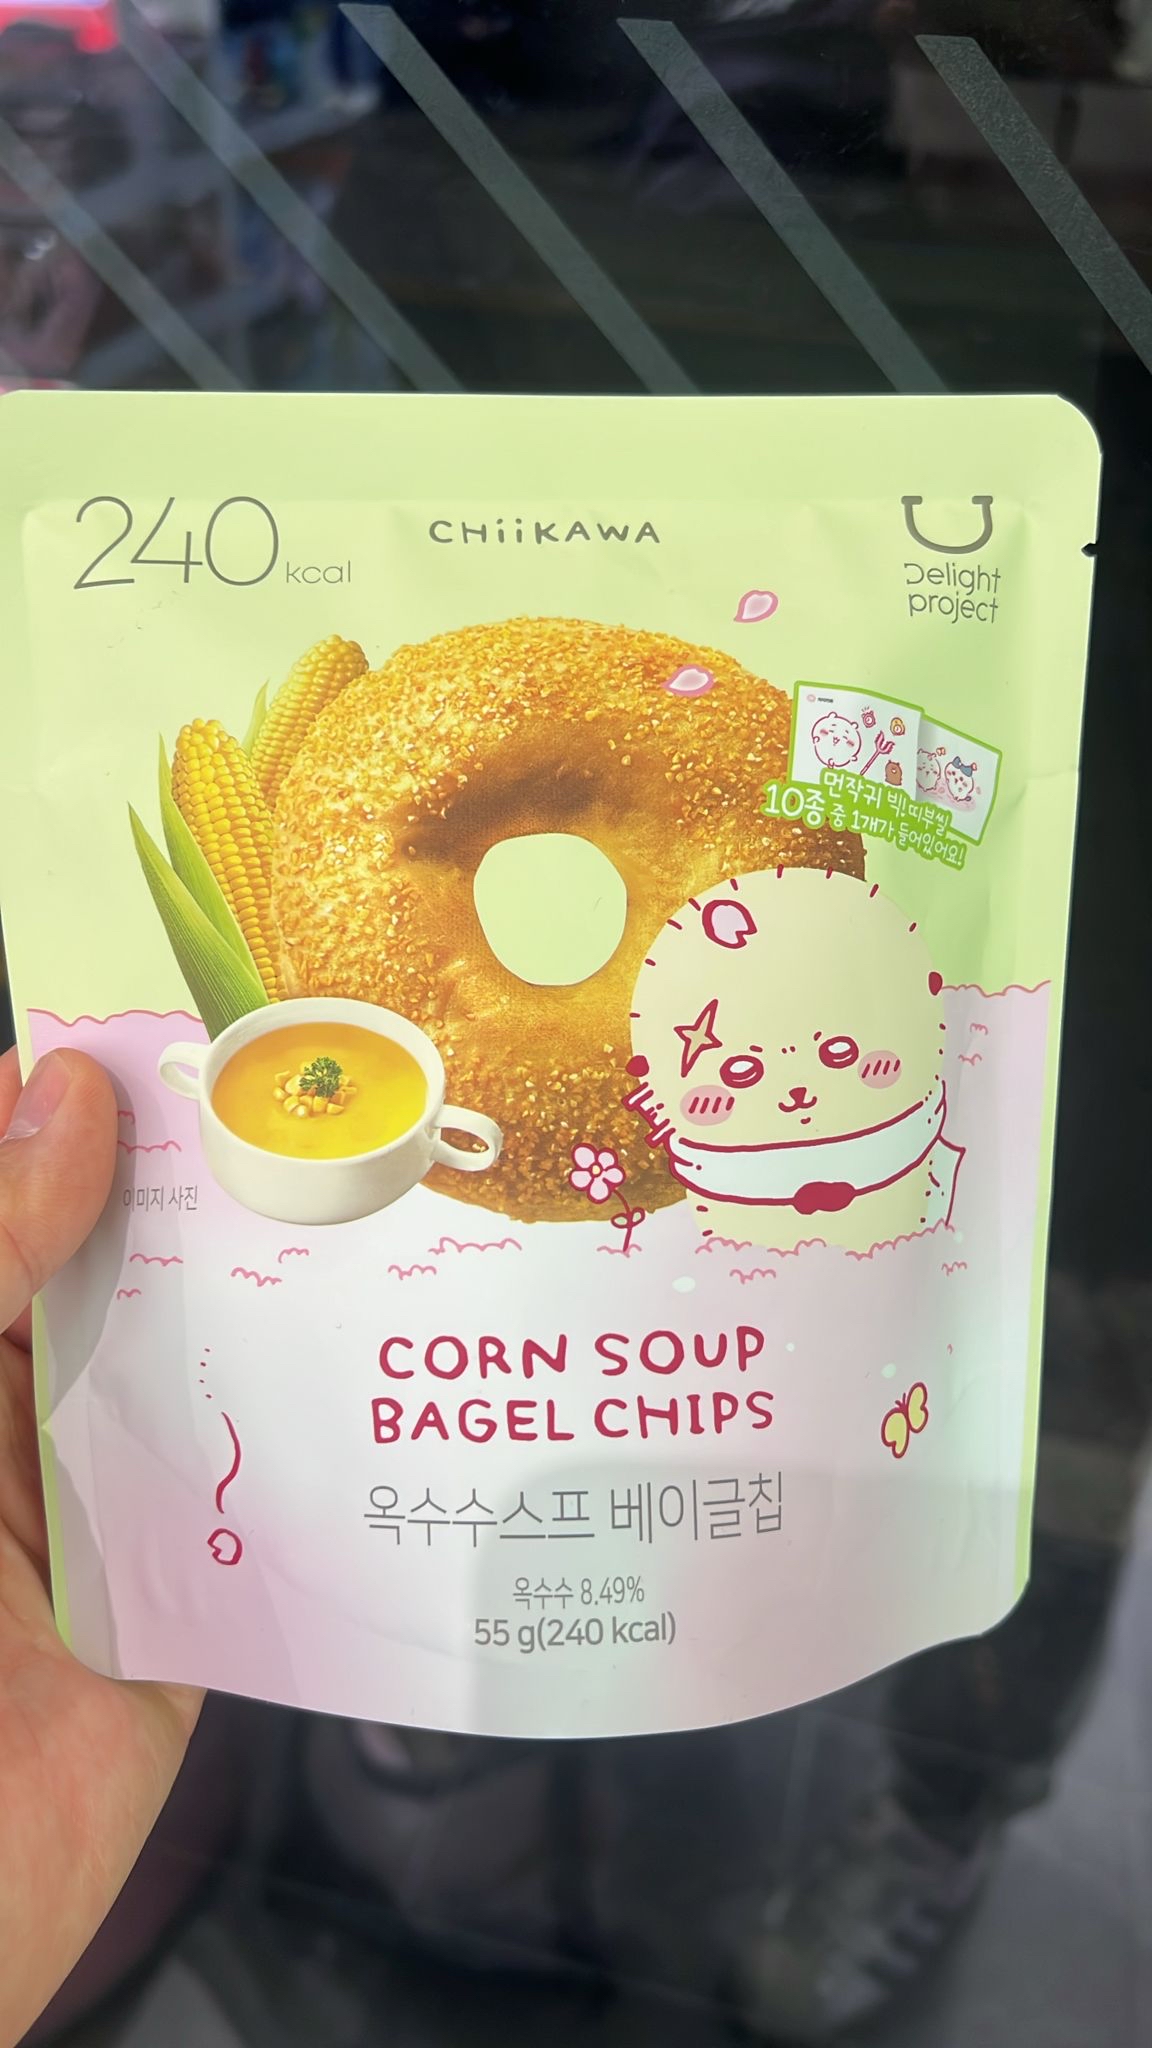 240 kcal
CHiiKAWA
Delight
project
먼작귀 빅! 띠부씰
10종 중 1개가 들어있어요!
이미지 사진
CORN SOUP
BAGEL CHIPS
옥수수스프 베이글칩
옥수수 8.49%
55 g(240 kcal)